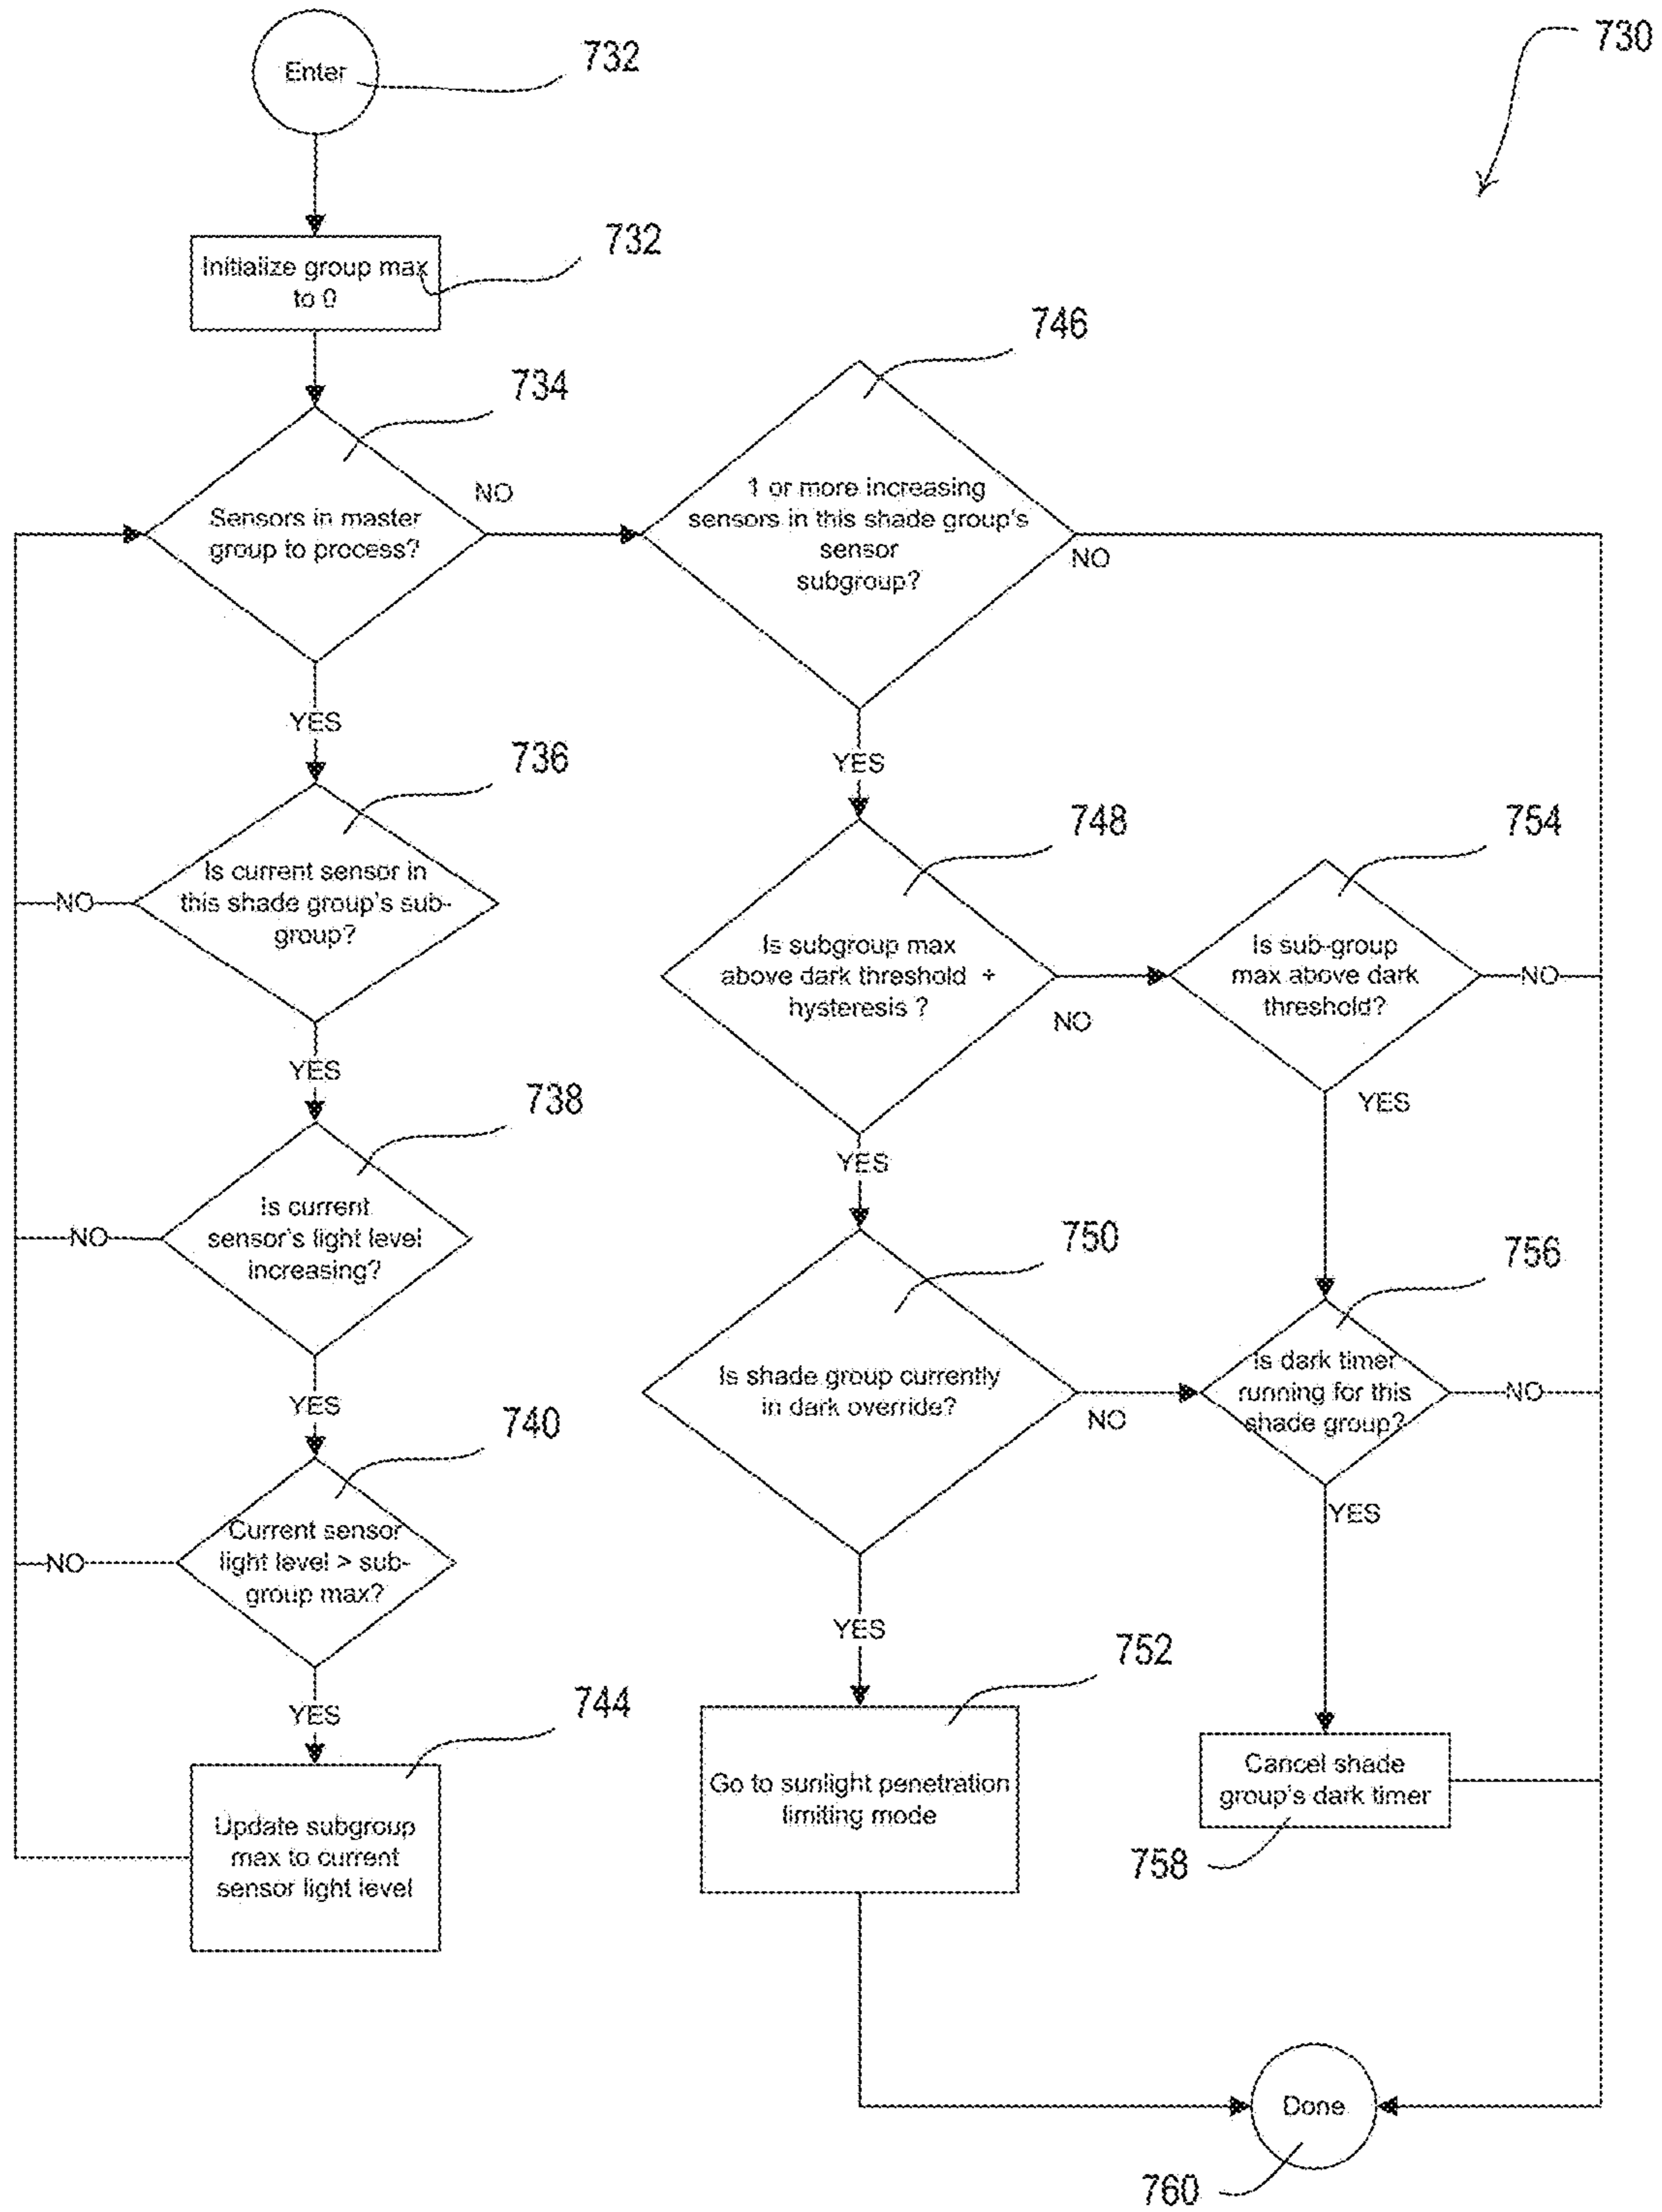 730
Enter
732
Initialize group max
to 0
732
734
Sensors in master
group to process?
NO
YES
736
Is current sensor in
this shade group's sub-
group?
NO
YES
738
Is current
sensor's light level
increasing?
NO
YES
740
Current sensor
light level > sub-
group max?
NO
YES
744
Update subgroup
max to current
sensor light level
746
1 or more increasing
sensors in this shade group's
sensor
subgroup?
NO
YES
748
Is subgroup max
above dark threshold +
hysteresis ?
NO
YES
750
Is shade group currently
in dark override?
NO
YES
752
Go to sunlight penetration
limiting mode
754
Is sub-group
max above dark
threshold?
NO
YES
756
Is dark timer
running for this
shade group?
NO
YES
Cancel shade
group's dark timer
758
Done
760